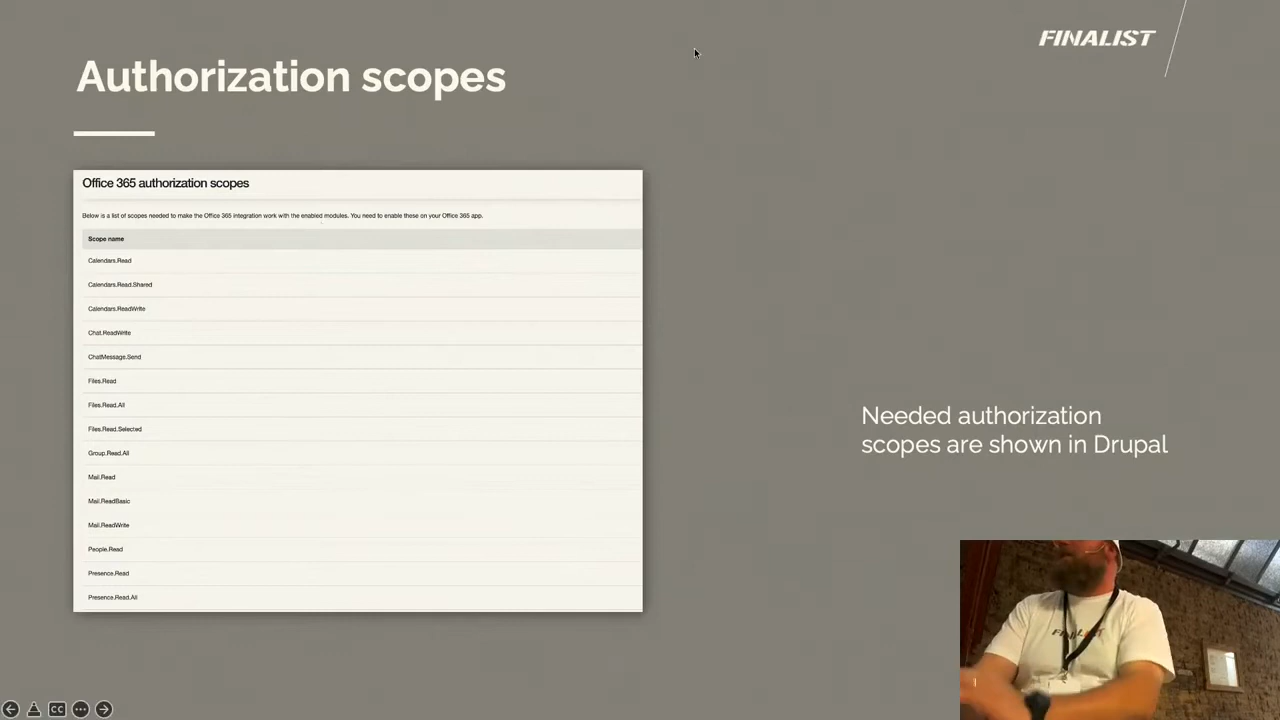 FINALIST
Authorization scopes
Office 365 authorization scopes
Below is a list of scopes needed to make the Office 365 integration work with the enabled modules. You need to enable these on your Office 365 app.
Scope name
Calendars.Read
Calendars.Read.Shared
Calendars.ReadWrite
Chat.ReadWrite
ChatMessage.Send
Files.Read
Files.Read.All
Files.Read.Selected
Group.Read.All
Mail.Read
Mail.ReadBasic
Mail.ReadWrite
People.Read
Presence.Read
Presence.Read.All
Needed authorization
scopes are shown in Drupal
FINALIST
CC